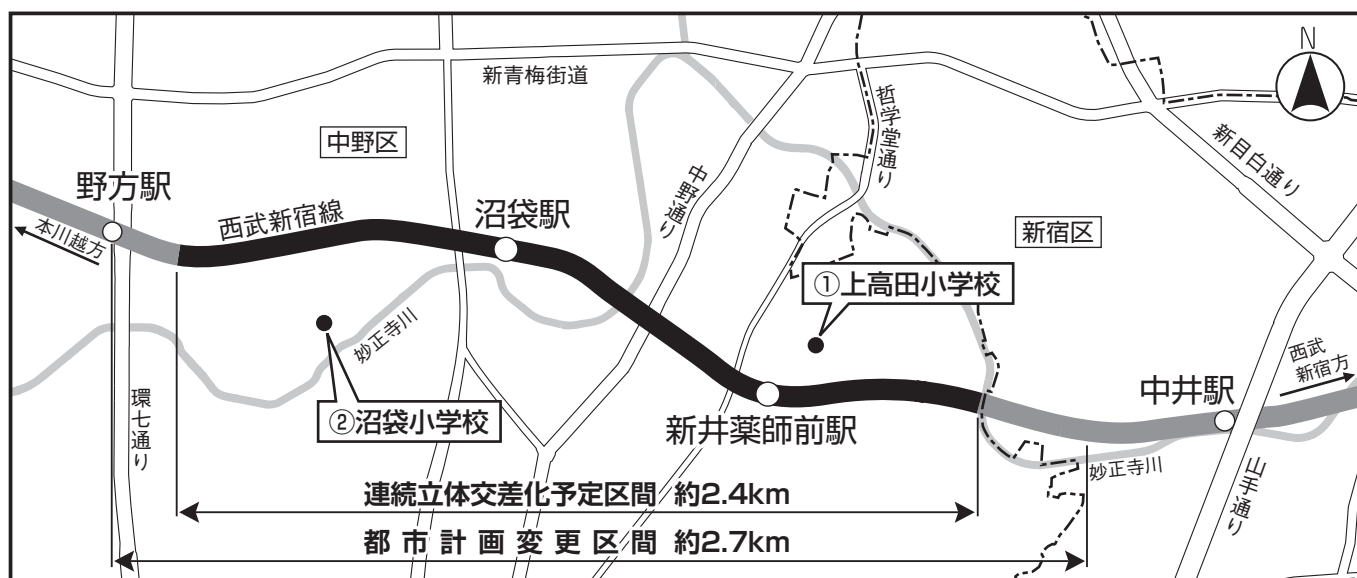 N
新青梅街道
中野区
哲学堂通り
新目白通り
野方駅
西武新宿線
沼袋駅
中野通り
新宿区
本川越方
①上高田小学校
妙正寺川
西武
新宿方
環七通り
②沼袋小学校
新井薬師前駅
中井駅
妙正寺川
山手通り
連続立体交差化予定区間 約2.4km
都市計画変更区間 約2.7km